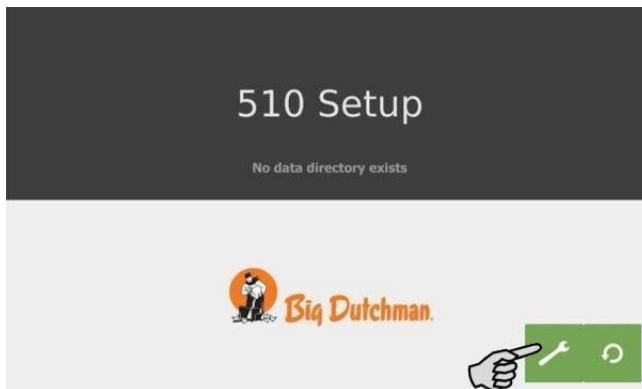 510 Setup
No data directory exists
Big Dutchman.